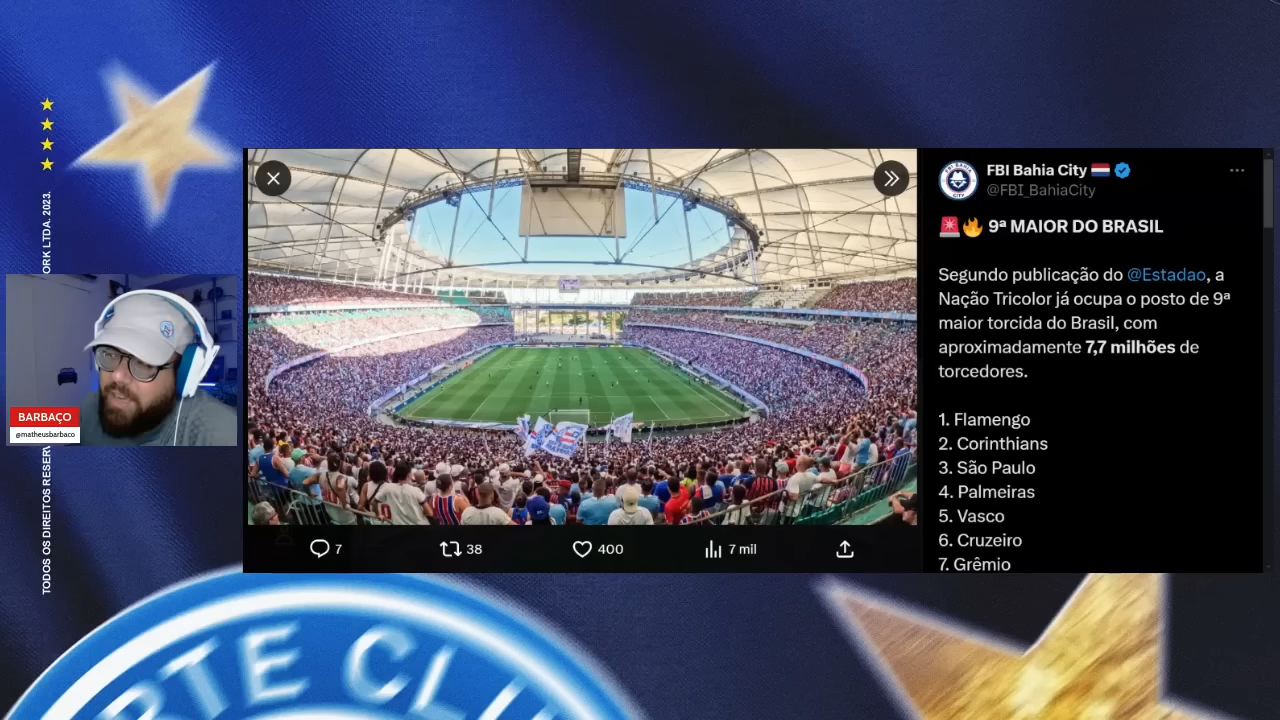 TODOS OS DIREITOS RESERV
ORK LTDA. 2023.
BARBAÇO
@matheusbarbaco
7
38
400
7 mil
FBI Bahia City
@FBI_BahiaCity
9ª MAIOR DO BRASIL
Segundo publicação do @Estadao, a
Nação Tricolor já ocupa o posto de 9ª
maior torcida do Brasil, com
aproximadamente 7,7 milhões de
torcedores.
1. Flamengo
2. Corinthians
3. São Paulo
4. Palmeiras
5. Vasco
6. Cruzeiro
7. Grêmio
RTE CLU